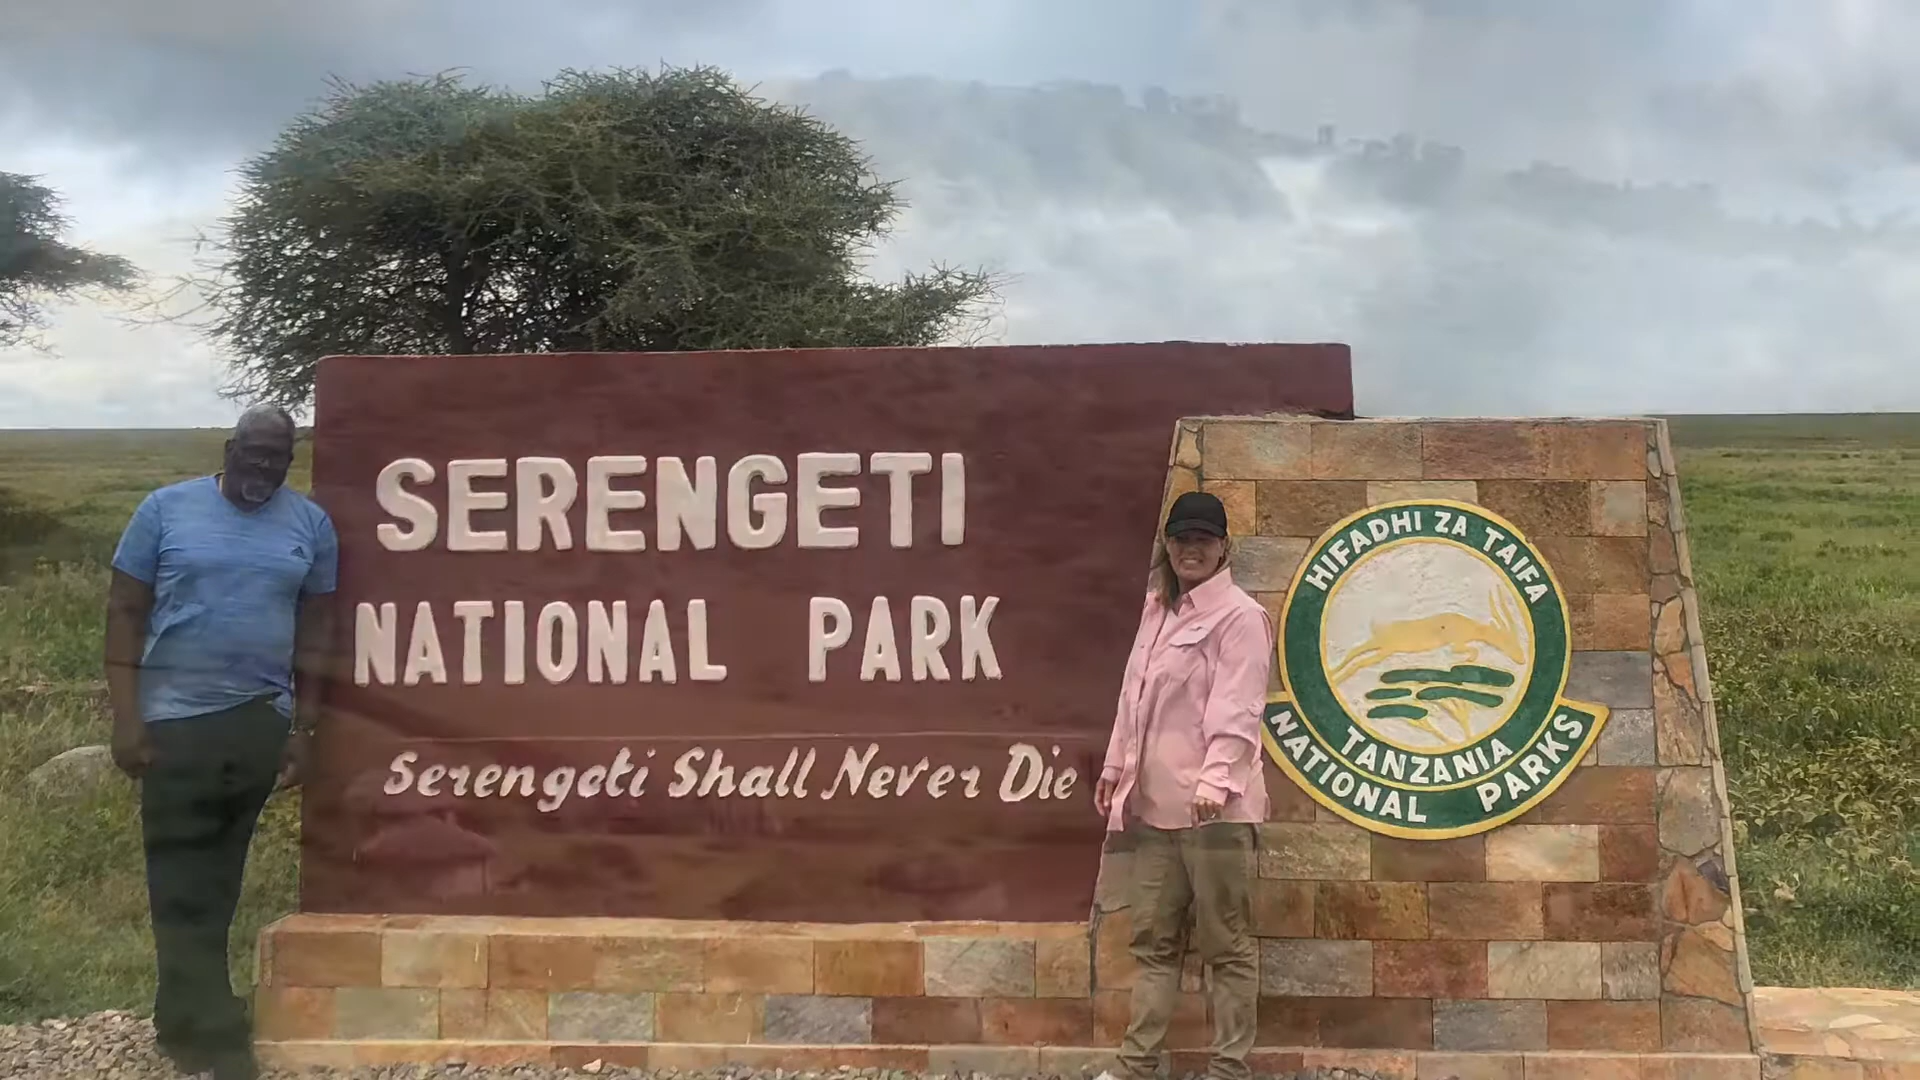 SERENGETI
NATIONAL PARK
Serengeti Shall Never Die
HIFADHI ZA TAIFA
TANZANIA
NATIONAL PARKS